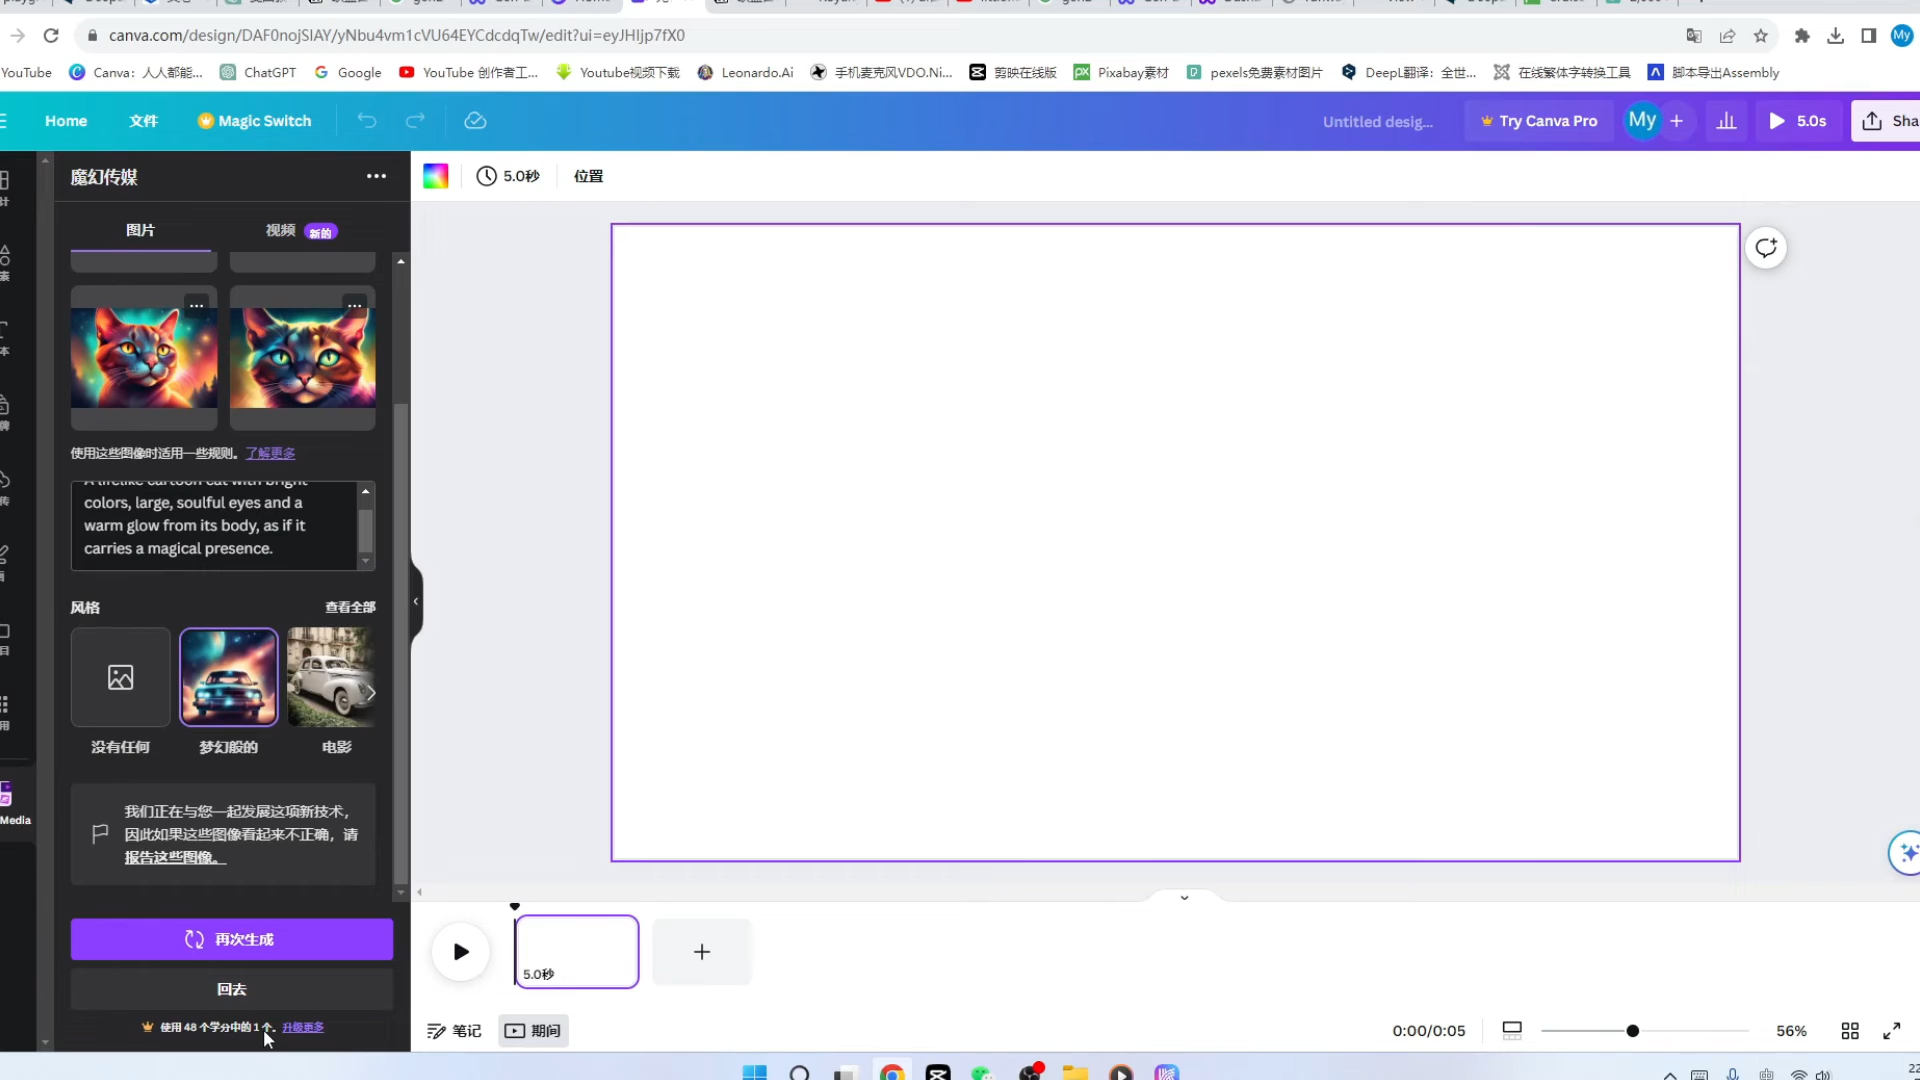 canva.com/design/DAF0nojSIAY/yNbu4vm1cVU64EYCdcdqTw/edit?ui=eyJHIjp7fX0
My
YouTube
Canva：人人都能...
ChatGPT
Google
YouTube 创作者工...
Youtube视频下载
Leonardo.Ai
手机麦克风VDO.Ni...
剪映在线版
Pixabay素材
pexels免费素材图片
DeepL翻译：全世...
在线繁体字转换工具
脚本导出Assembly
Home
文件
Magic Switch
Untitled desig...
Try Canva Pro
My
5.0s
Sha
魔幻传媒
5.0秒
位置
图片
视频
新的
使用这些图像时适用一些规则。了解更多
A lifelike cartoon cat with bright
colors, large, soulful eyes and a
warm glow from its body, as if it
carries a magical presence.
风格
查看全部
没有任何
梦幻般的
电影
我们正在与您一起发展这项新技术，
因此如果这些图像看起来不正确，请
报告这些图像。
Media
再次生成
回去
使用 48 个学分中的 1 个。升级更多
5.0秒
笔记
期间
0:00/0:05
56%